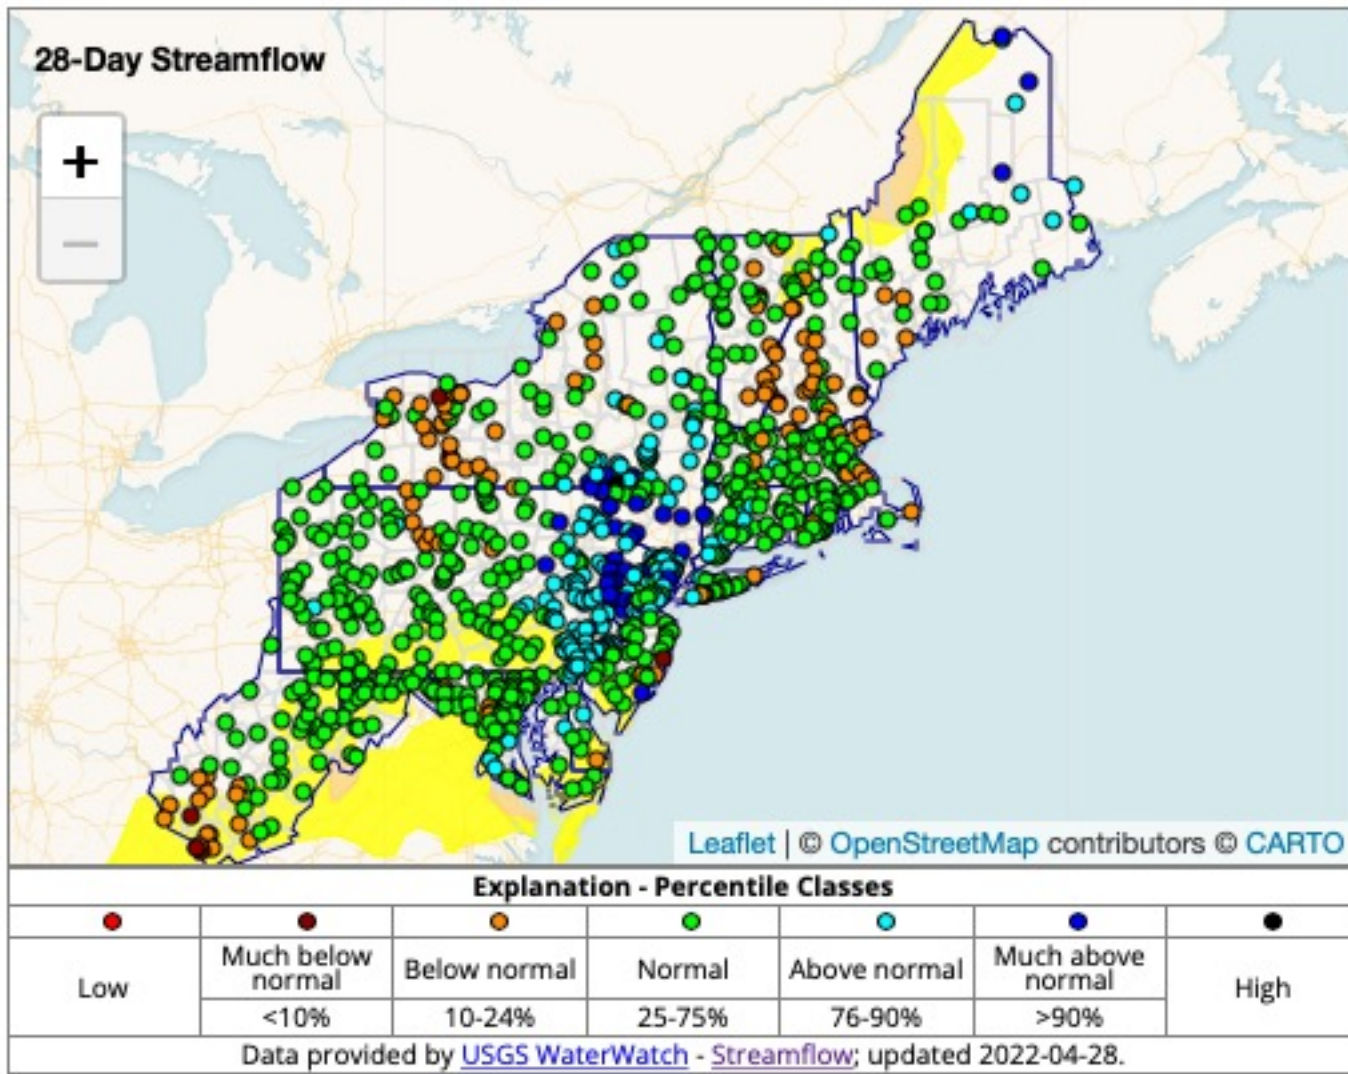 28-Day Streamflow
+
−
Leaflet | © OpenStreetMap contributors © CARTO
Explanation - Percentile Classes
Low
Much below normal
Below normal
Normal
Above normal
Much above normal
High
<10%
10-24%
25-75%
76-90%
>90%
Data provided by USGS WaterWatch - Streamflow; updated 2022-04-28.